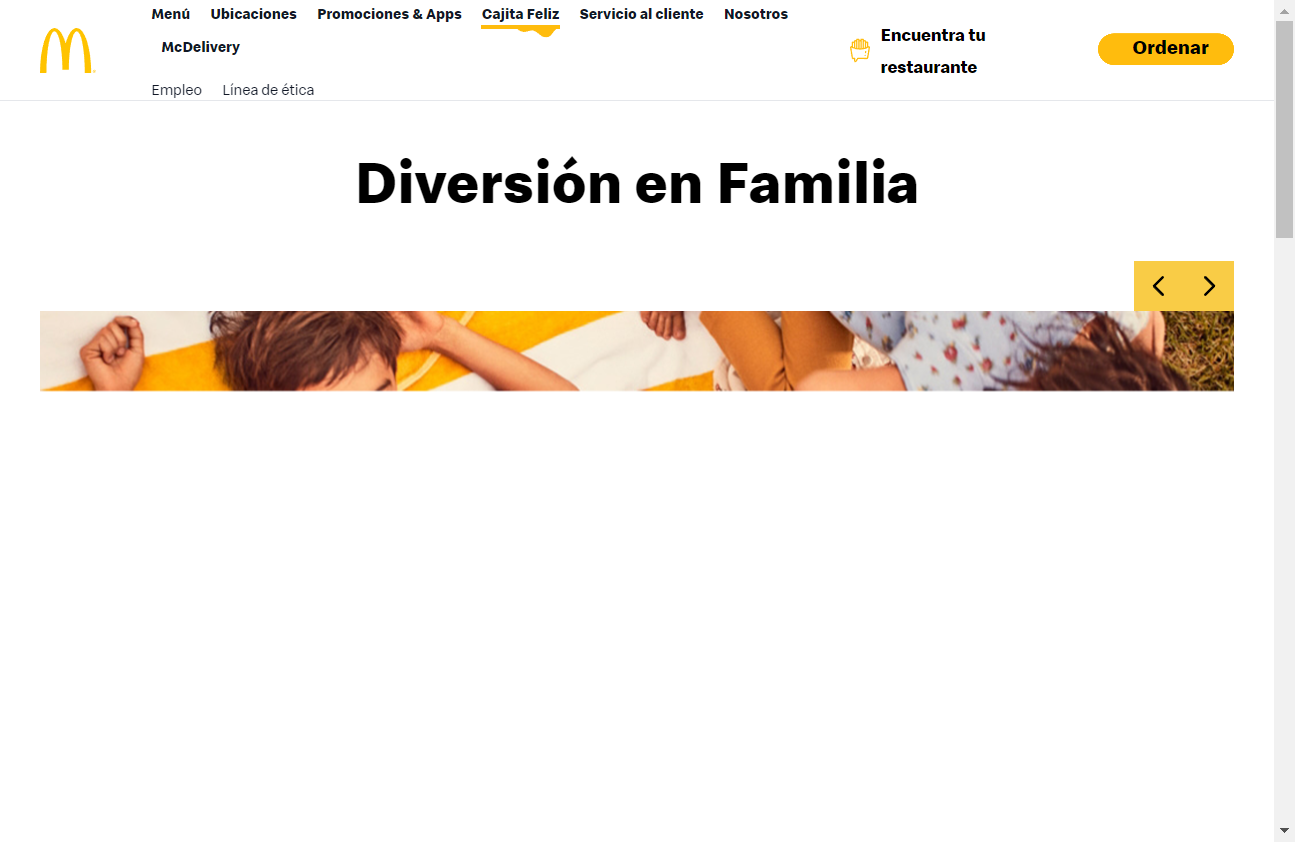 Menú Ubicaciones Promociones & Apps Cajita Feliz Servicio al cliente Nosotros
McDelivery
Encuentra tu
restaurante
Ordenar
Empleo Línea de ética
Diversión en Familia